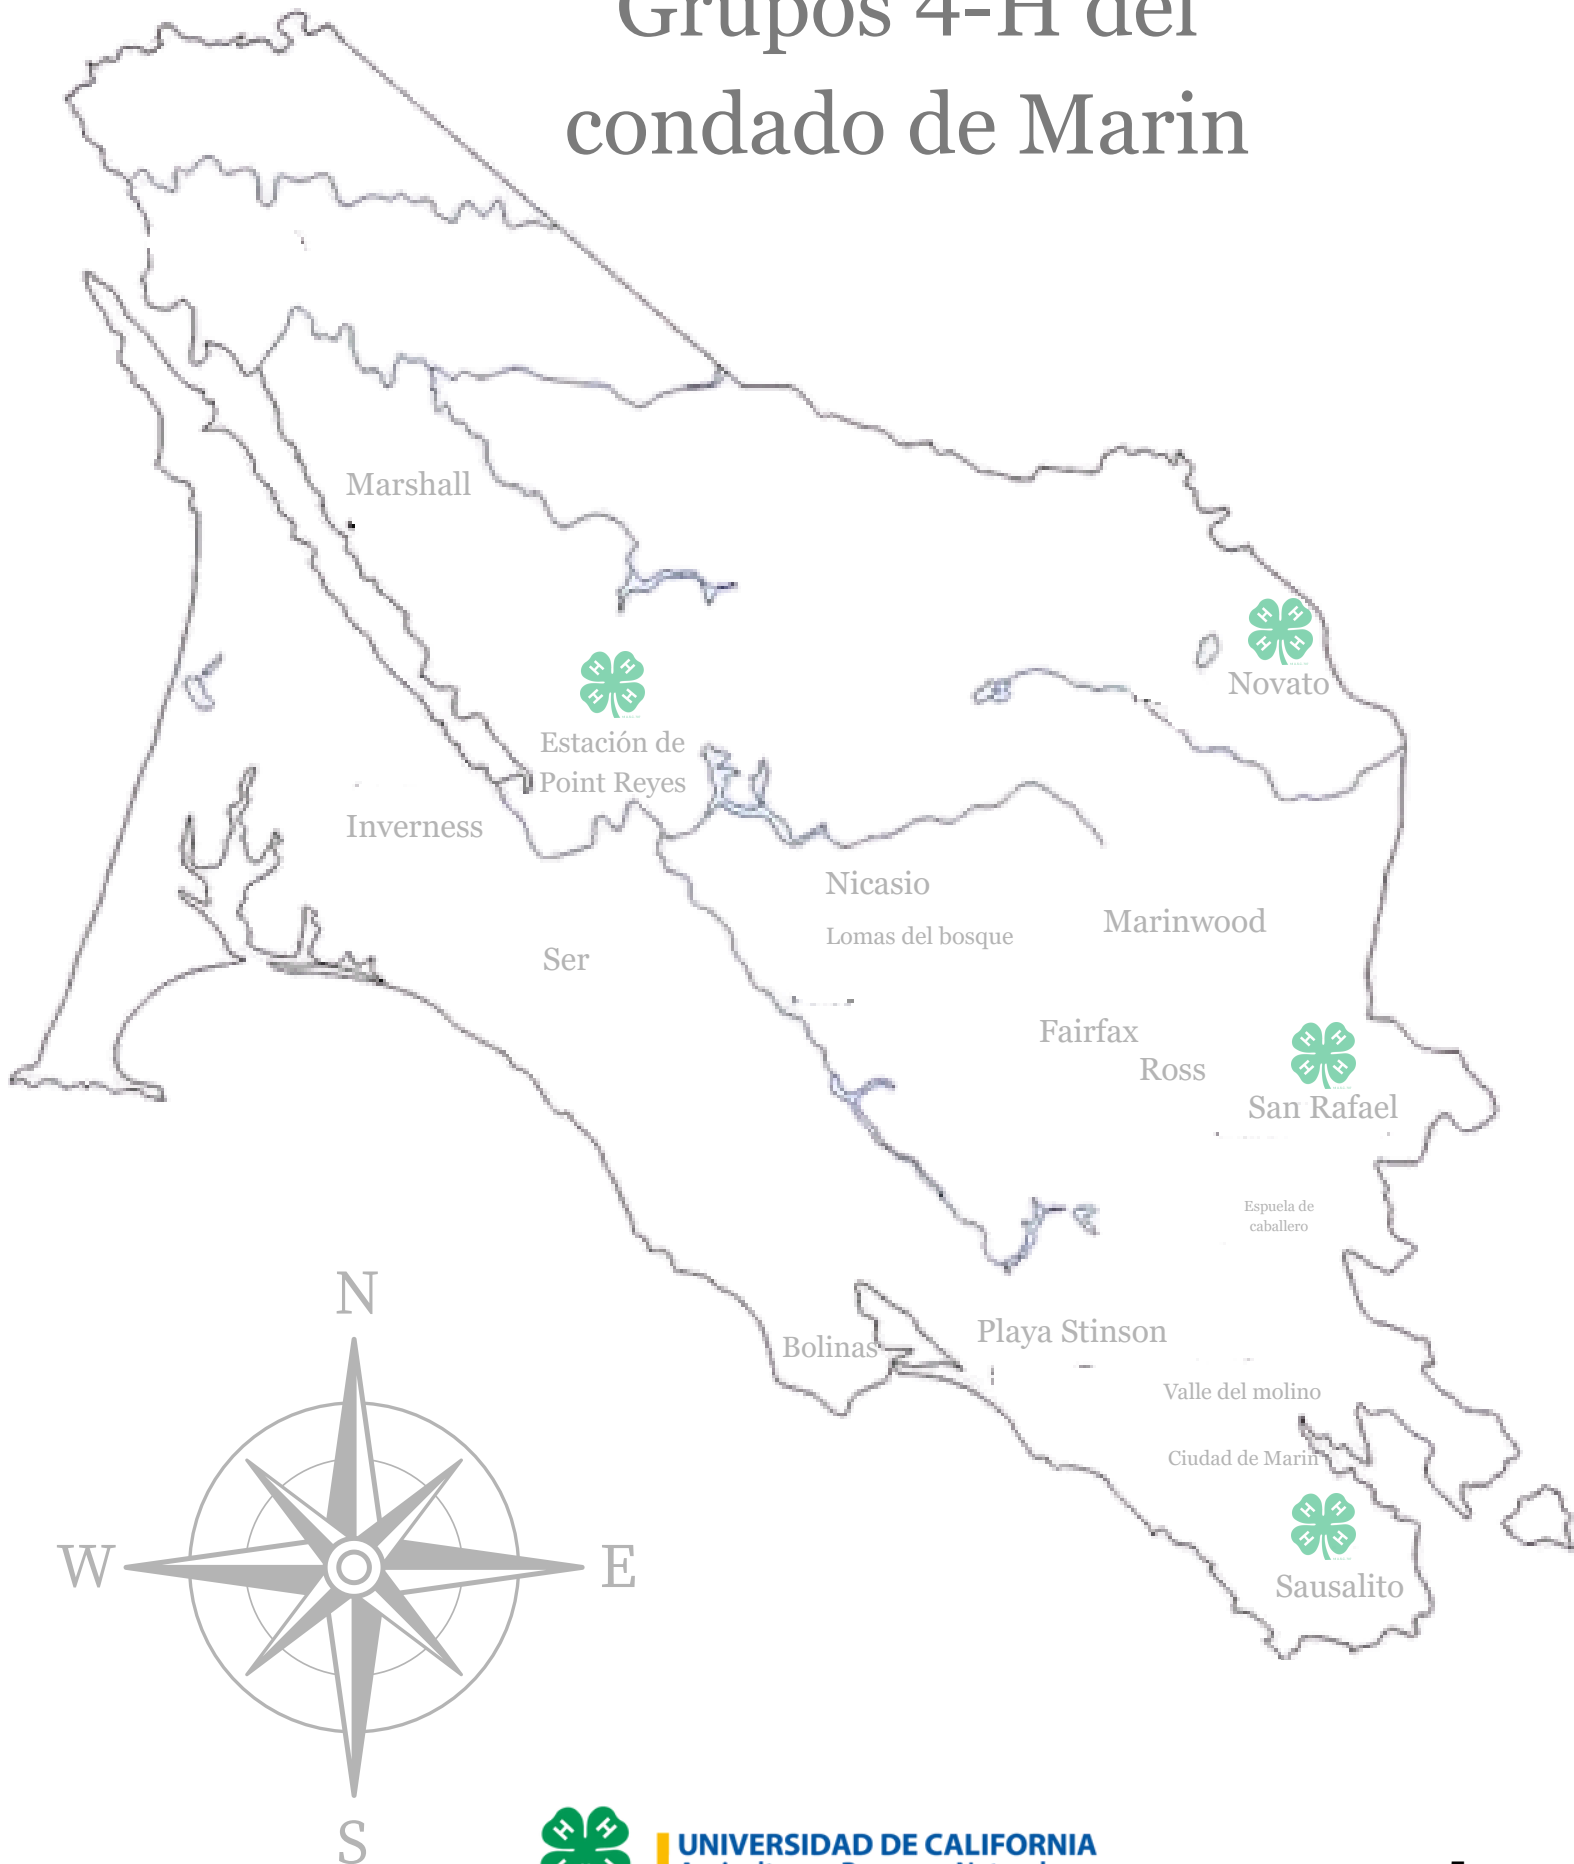 Grupos 4-H del
condado de Marin
Marshall
Novato
Estación de
Point Reyes
Inverness
Nicasio
Marinwood
Lomas del bosque
Ser
Fairfax
Ross
San Rafael
Espuela de
caballero
N
Playa Stinson
Bolinas
Valle del molino
Ciudad de Marin
W
E
Sausalito
S
UNIVERSIDAD DE CALIFORNIA